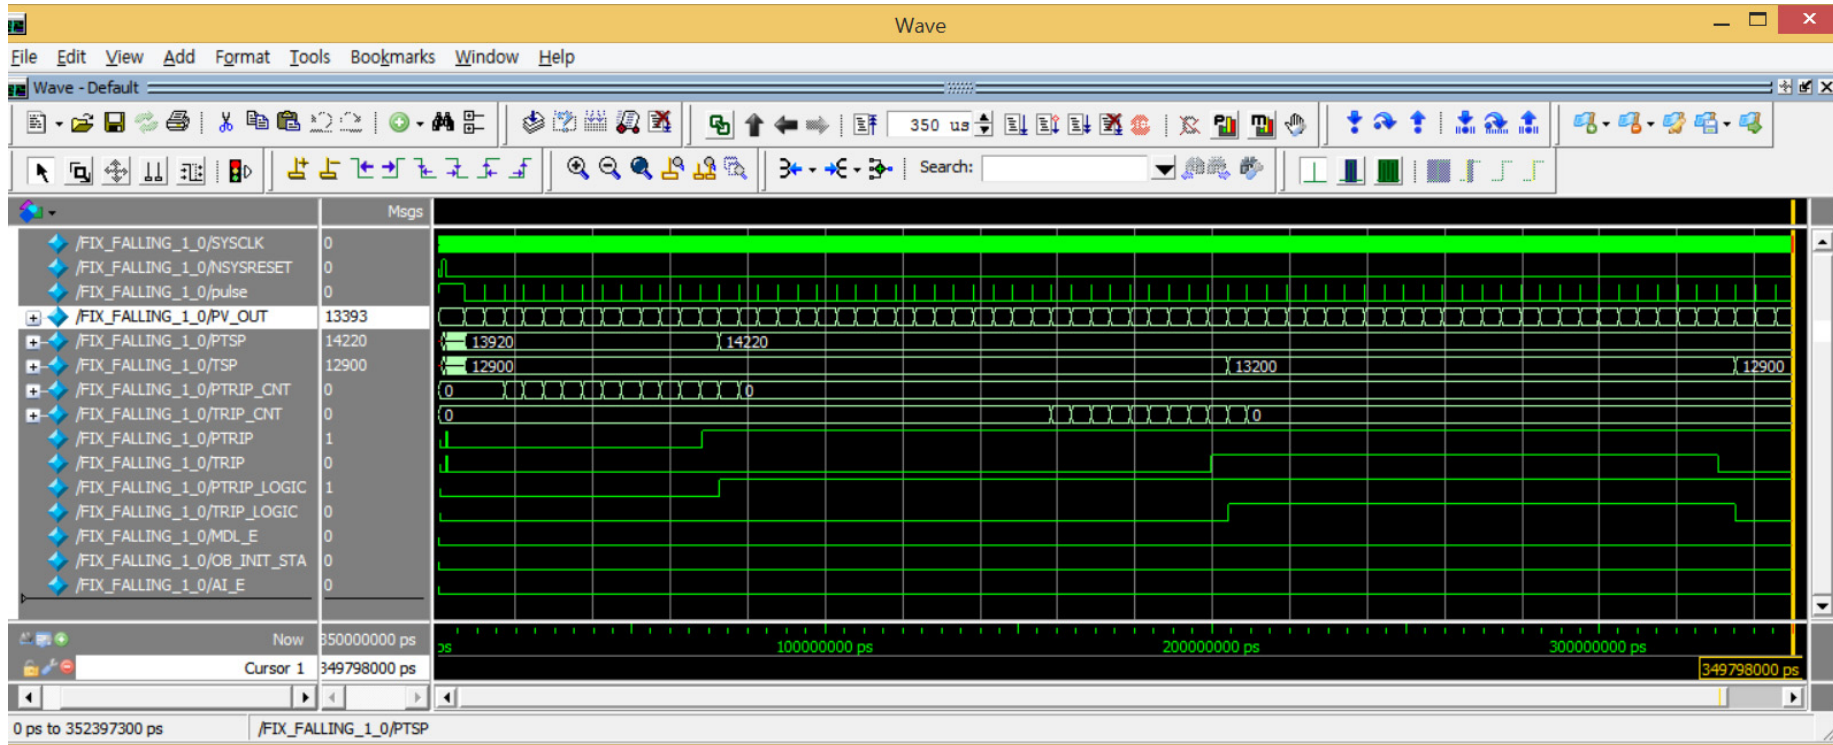 Wave
File Edit View Add Format Tools Bookmarks Window Help
Wave - Default
350 us
Search:
Msgs
/FIX_FALLING_1_0/SYSCLK 0
/FIX_FALLING_1_0/NSYSRESET 0
/FIX_FALLING_1_0/pulse 0
/FIX_FALLING_1_0/PV_OUT 13393
/FIX_FALLING_1_0/PTSP 14220 13920 14220
/FIX_FALLING_1_0/TSP 12900 12900 13200 12900
/FIX_FALLING_1_0/PTRIP_CNT 0 0 0
/FIX_FALLING_1_0/TRIP_CNT 0 0 0
/FIX_FALLING_1_0/PTRIP 1
/FIX_FALLING_1_0/TRIP 0
/FIX_FALLING_1_0/PTRIP_LOGIC 1
/FIX_FALLING_1_0/TRIP_LOGIC 0
/FIX_FALLING_1_0/MDL_E 0
/FIX_FALLING_1_0/OB_INIT_STA 0
/FIX_FALLING_1_0/AI_E 0
Now 350000000 ps ps 100000000 ps 200000000 ps 300000000 ps
Cursor 1 349798000 ps 349798000 ps
0 ps to 352397300 ps /FIX_FALLING_1_0/PTSP